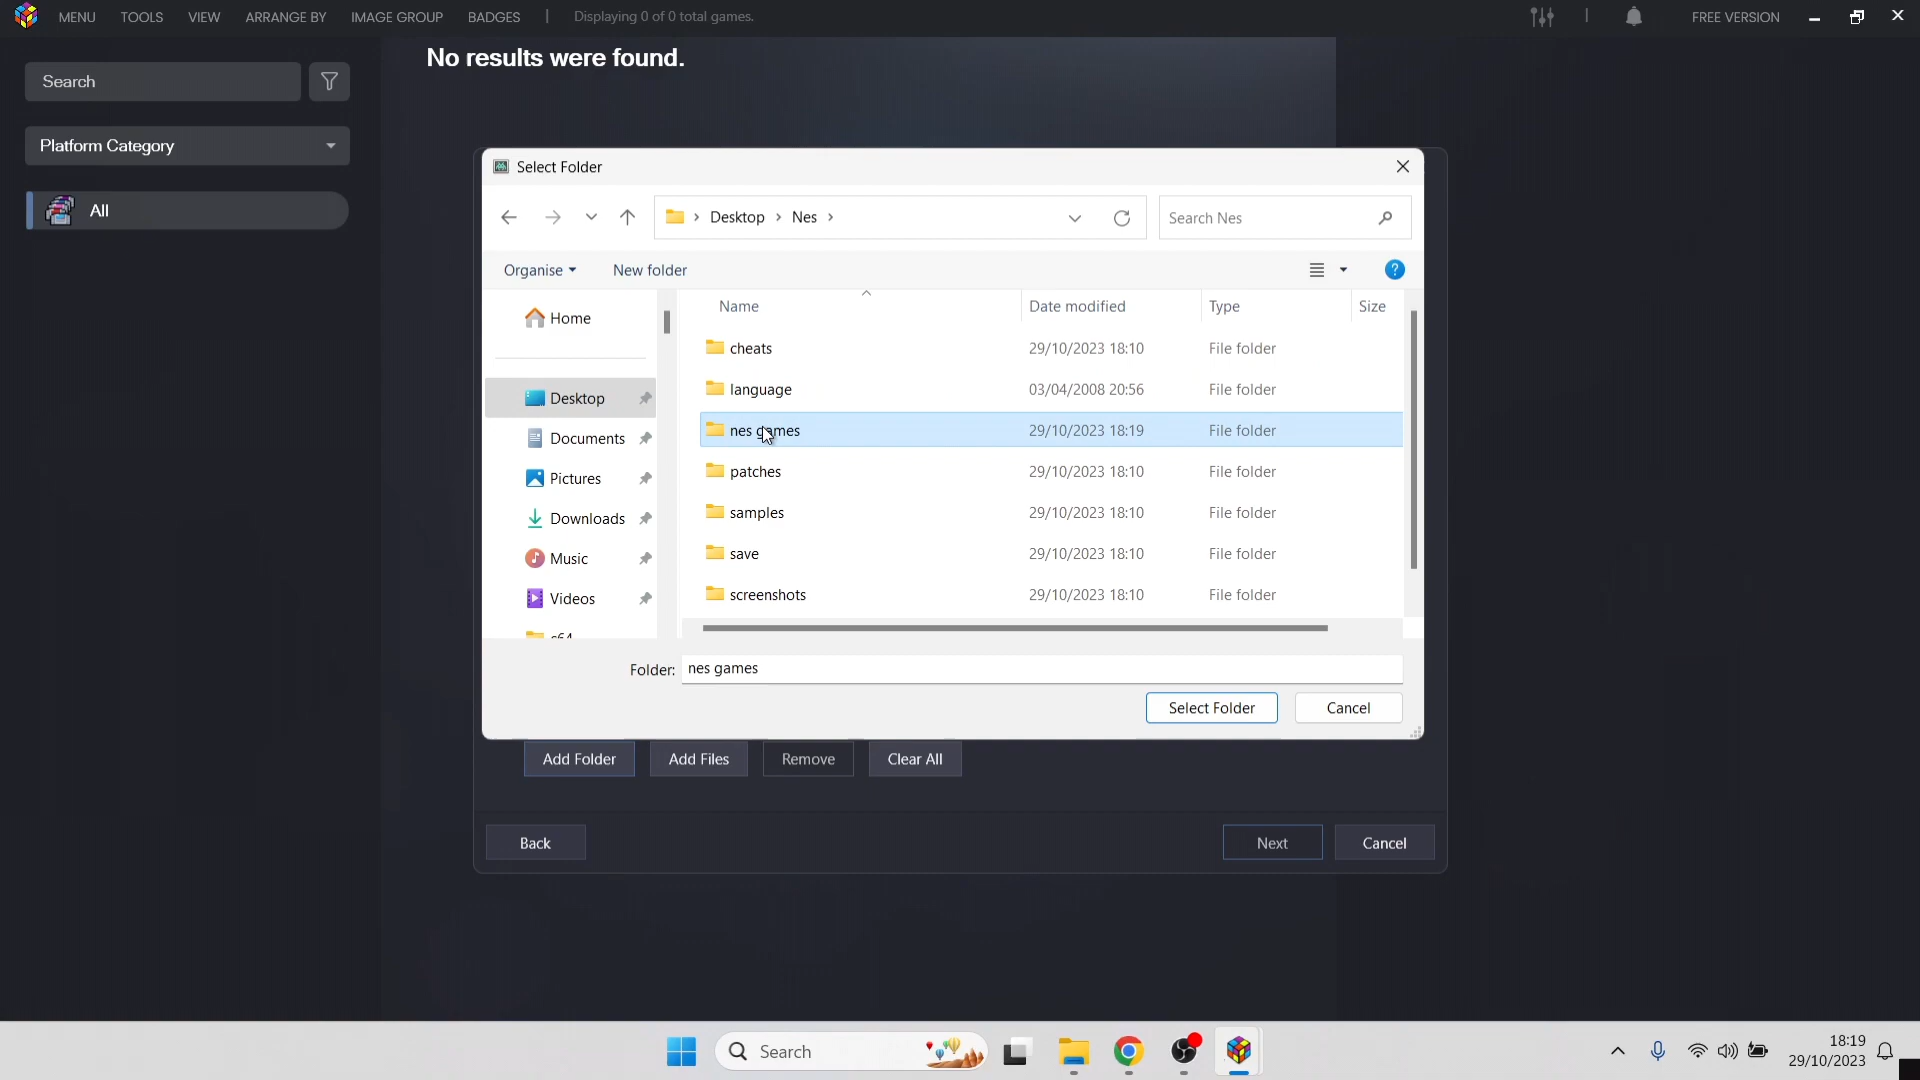 MENU TOOLS VIEW ARRANGE BY IMAGE GROUP BADGES | Displaying 0 of 0 total games. FREE VERSION
Search
Platform Category
All
No results were found.
Select Folder
Desktop Nes
Search Nes
Organise New folder
Home
Desktop
Documents
Pictures
Downloads
Music
Videos
Name Date modified Type Size
cheats 29/10/2023 18:10 File folder
language 03/04/2008 20:56 File folder
nes games 29/10/2023 18:19 File folder
patches 29/10/2023 18:10 File folder
samples 29/10/2023 18:10 File folder
save 29/10/2023 18:10 File folder
screenshots 29/10/2023 18:10 File folder
Folder: nes games
Select Folder Cancel
Add Folder Add Files Remove Clear All
Back Next Cancel
Search
18:19
29/10/2023